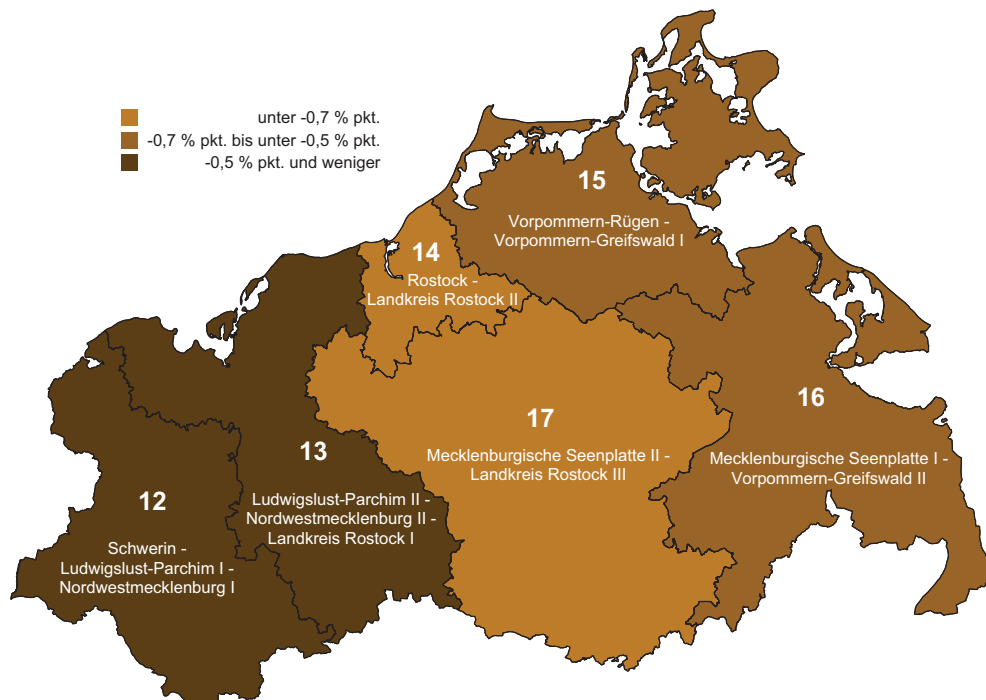 unter -0,7 % pkt.
-0,7 % pkt. bis unter -0,5 % pkt.
-0,5 % pkt. und weniger
15
Vorpommern-Rügen -
Vorpommern-Greifswald I
14
Rostock -
Landkreis Rostock II
16
Mecklenburgische Seenplatte I -
Vorpommern-Greifswald II
17
Mecklenburgische Seenplatte II -
Landkreis Rostock III
13
Ludwigslust-Parchim II -
Nordwestmecklenburg II -
Landkreis Rostock I
12
Schwerin -
Ludwigslust-Parchim I -
Nordwestmecklenburg I